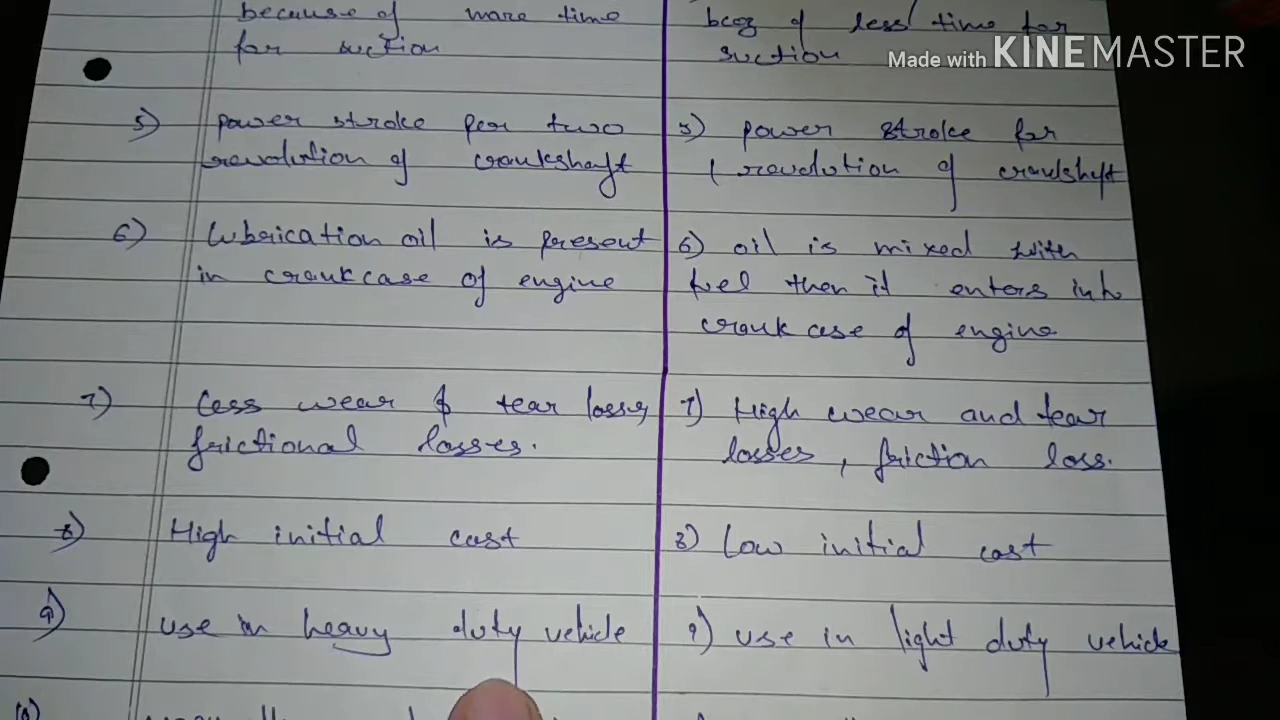 because of more time
for suction
5) power stroke per two
revolution of crankshaft
6) Lubrication oil is present
in crankcase of engine
7) Less wear & tear losses,
frictional losses.
8) High initial cost
9) use in heavy duty vehicle
10)
bcoz of less time for
suction
5) power stroke for
1 revolution of crankshaft
6) oil is mixed with
fuel then it enters into
crank case of engine
7) High wear and tear
losses, friction loss.
8) Low initial cost
9) use in light duty vehicle
Made with KINEMASTER